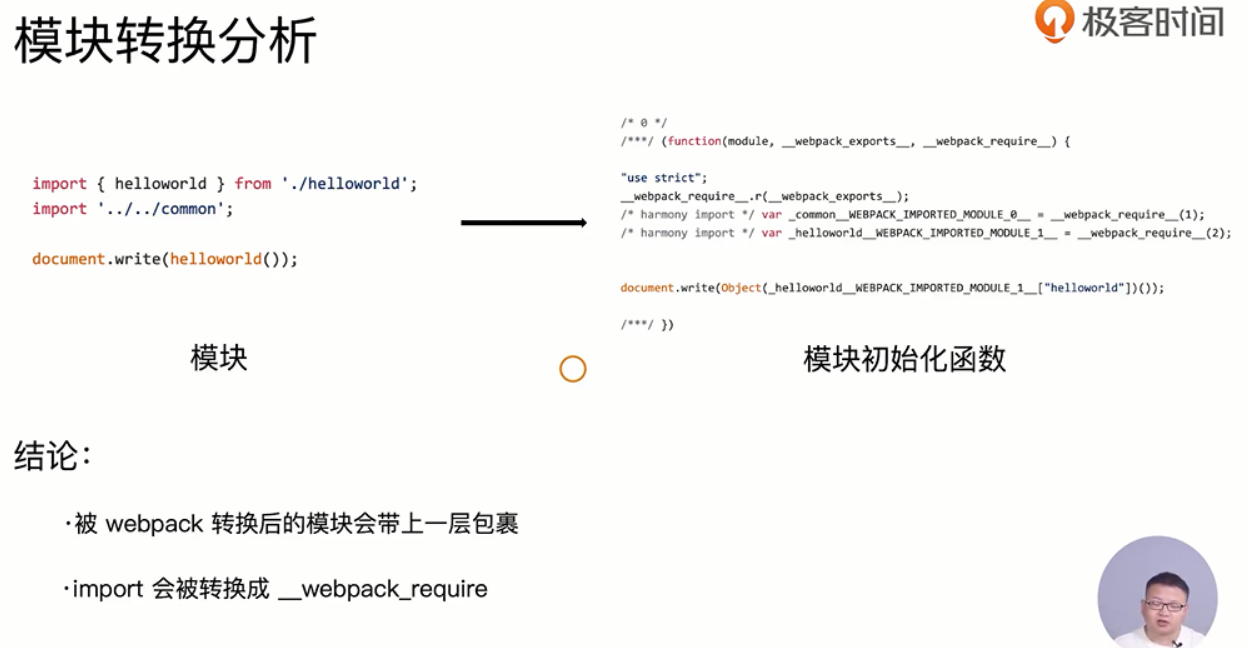 模块转换分析
极客时间
import { helloworld } from './helloworld';
import '../../common';
document.write(helloworld());
模块
/* 0 */
/***/ (function(module, __webpack_exports__, __webpack_require__) {
"use strict";
__webpack_require__.r(__webpack_exports__);
/* harmony import */ var _common__WEBPACK_IMPORTED_MODULE_0__ = __webpack_require__(1);
/* harmony import */ var _helloworld__WEBPACK_IMPORTED_MODULE_1__ = __webpack_require__(2);
document.write(Object(_helloworld__WEBPACK_IMPORTED_MODULE_1__["helloworld"])());
/***/ })
模块初始化函数
结论：
·被 webpack 转换后的模块会带上一层包裹
·import 会被转换成 __webpack_require